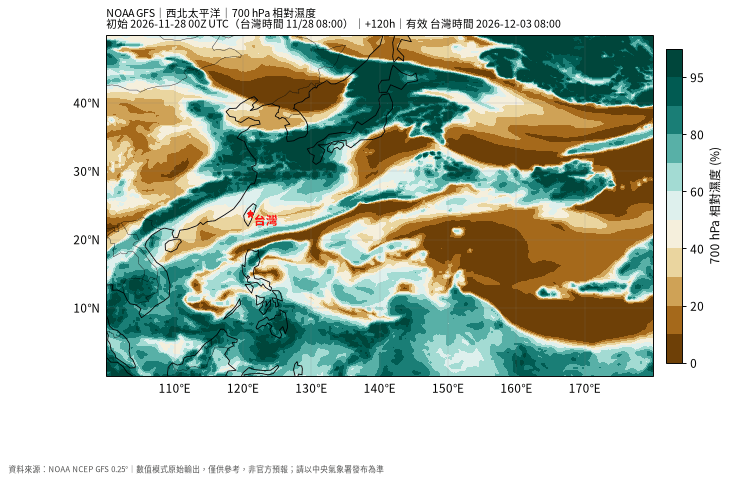 NOAA GFS｜西北太平洋｜700 hPa 相對濕度
初始 2026-11-28 00Z UTC（台灣時間 11/28 08:00）｜+120h｜有效 台灣時間 2026-12-03 08:00
40°N
30°N
20°N
10°N
110°E 120°E 130°E 140°E 150°E 160°E 170°E
台灣
95
80
60
40
20
0
700 hPa 相對濕度 (%)
資料來源：NOAA NCEP GFS 0.25°｜數值模式原始輸出，僅供參考，非官方預報；請以中央氣象署發布為準